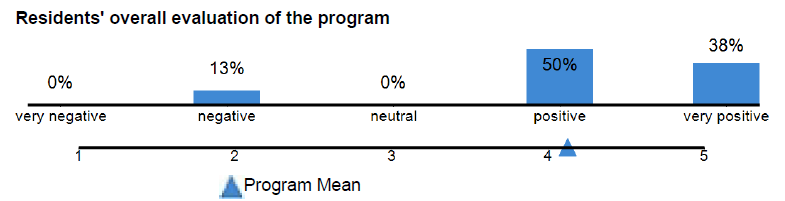 Residents' overall evaluation of the program
0% 13% 0% 50% 38%
very negative negative neutral positive very positive
1 2 3 4 5
Program Mean